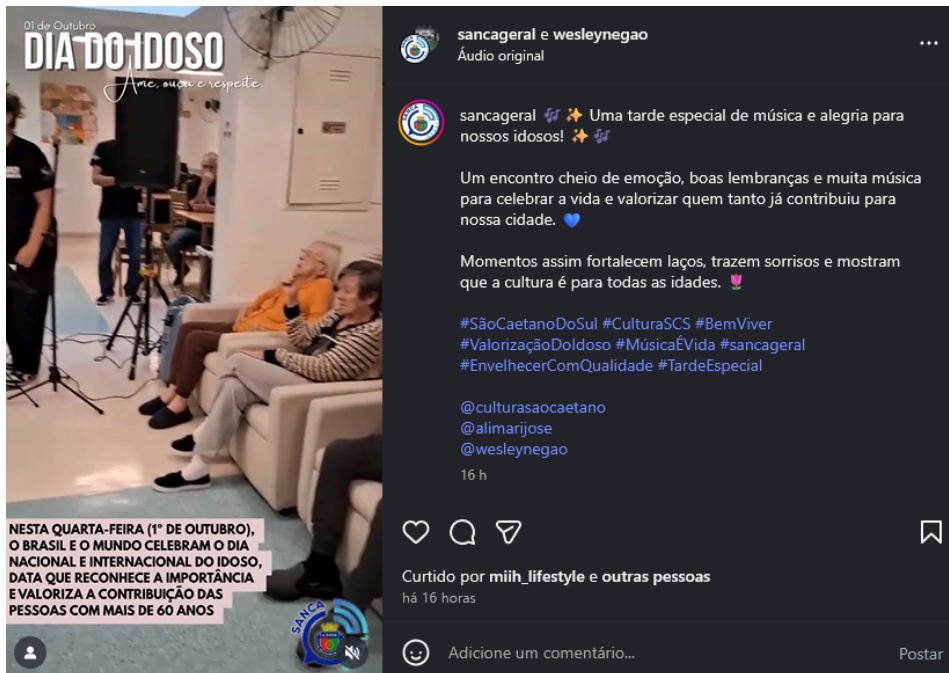 01 de Outubro
DIA DO IDOSO
Ame, ouça e respeite.
NESTA QUARTA-FEIRA (1º DE OUTUBRO),
O BRASIL E O MUNDO CELEBRAM O DIA
NACIONAL E INTERNACIONAL DO IDOSO,
DATA QUE RECONHECE A IMPORTÂNCIA
E VALORIZA A CONTRIBUIÇÃO DAS
PESSOAS COM MAIS DE 60 ANOS
SANCA
sancageral e wesleynegao
Áudio original
sancageral 🎶 ✨ Uma tarde especial de música e alegria para
nossos idosos! ✨ 🎶
Um encontro cheio de emoção, boas lembranças e muita música
para celebrar a vida e valorizar quem tanto já contribuiu para
nossa cidade. 💙
Momentos assim fortalecem laços, trazem sorrisos e mostram
que a cultura é para todas as idades. 🌷
#SãoCaetanoDoSul #CulturaSCS #BemViver
#ValorizaçãoDoIdoso #MúsicaÉVida #sancageral
#EnvelhecerComQualidade #TardeEspecial
@culturasaocaetano
@alimarijose
@wesleynegao
16 h
Curtido por miih_lifestyle e outras pessoas
há 16 horas
Adicione um comentário...
Postar